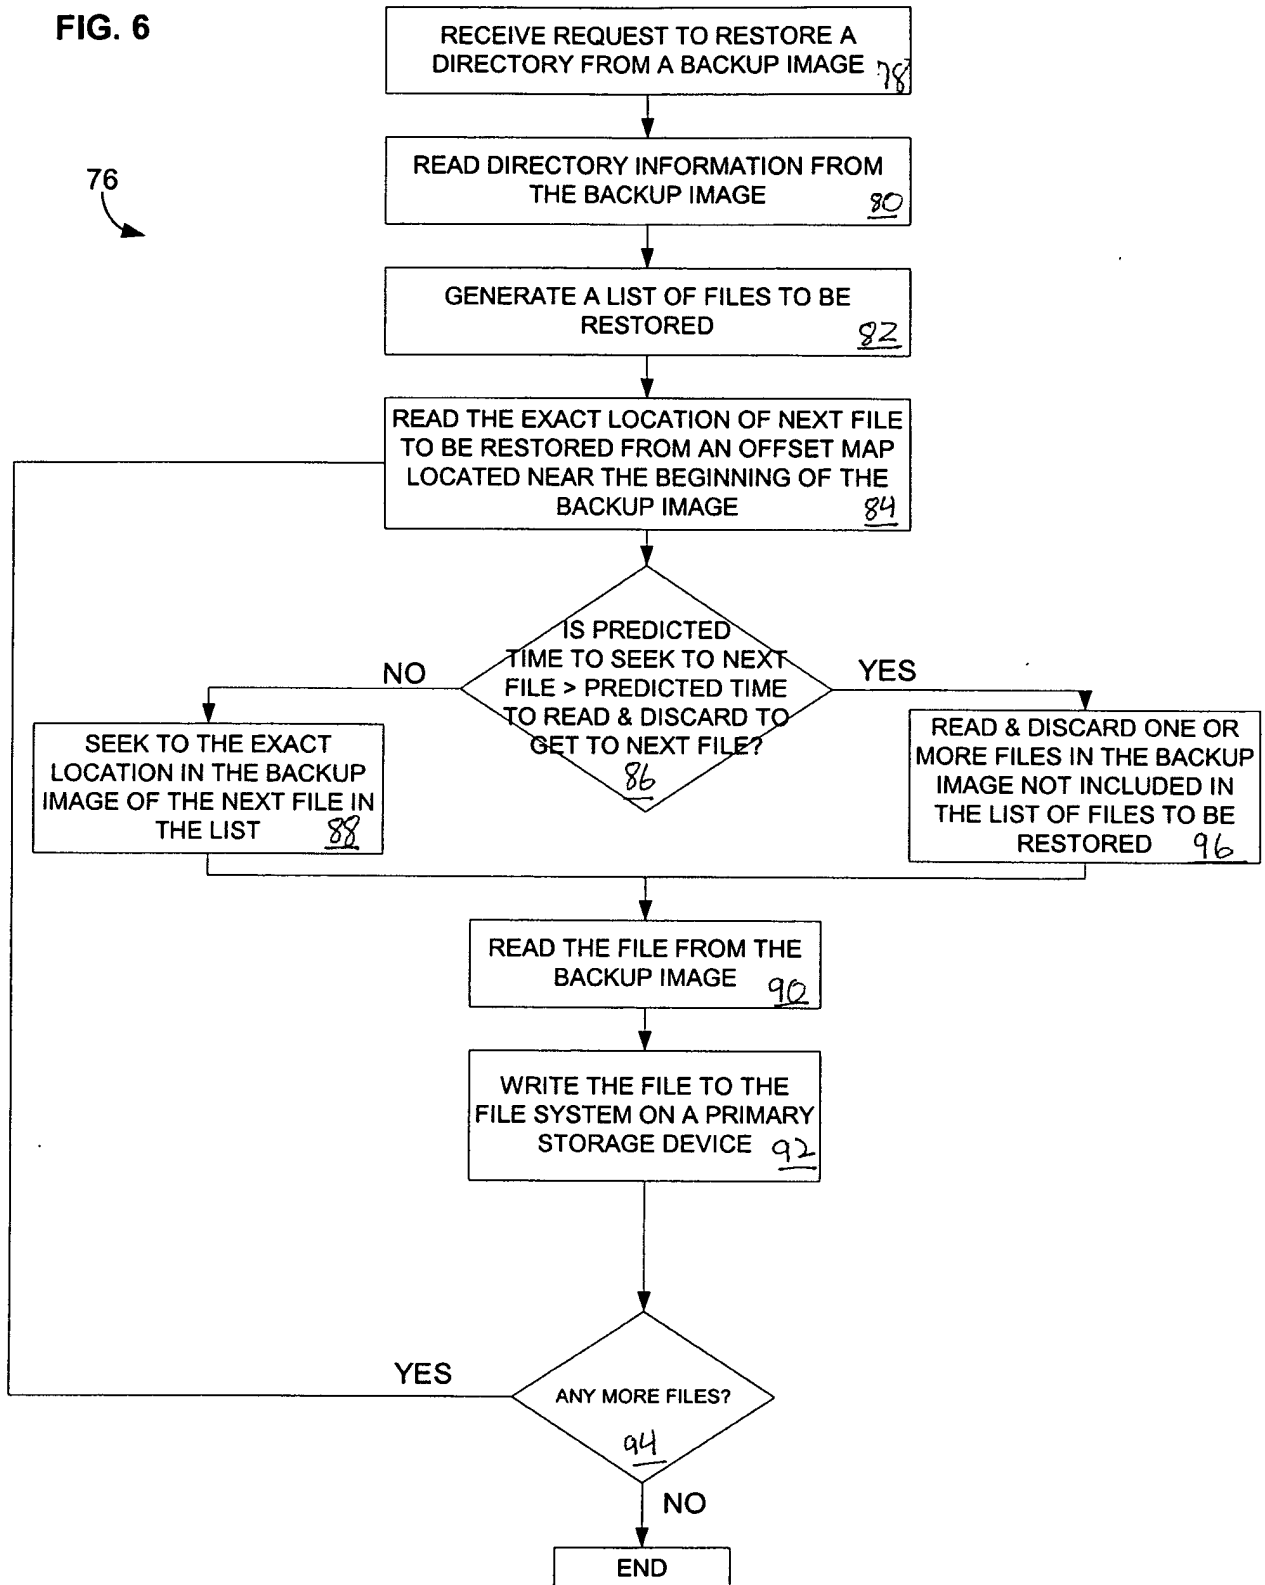 FIG. 6
RECEIVE REQUEST TO RESTORE A
DIRECTORY FROM A BACKUP IMAGE 78
76
READ DIRECTORY INFORMATION FROM
THE BACKUP IMAGE 80
GENERATE A LIST OF FILES TO BE
RESTORED 82
READ THE EXACT LOCATION OF NEXT FILE
TO BE RESTORED FROM AN OFFSET MAP
LOCATED NEAR THE BEGINNING OF THE
BACKUP IMAGE 84
IS PREDICTED
TIME TO SEEK TO NEXT
FILE > PREDICTED TIME
TO READ & DISCARD TO
GET TO NEXT FILE?
86
NO
YES
SEEK TO THE EXACT
LOCATION IN THE BACKUP
IMAGE OF THE NEXT FILE IN
THE LIST 88
READ & DISCARD ONE OR
MORE FILES IN THE BACKUP
IMAGE NOT INCLUDED IN
THE LIST OF FILES TO BE
RESTORED 96
READ THE FILE FROM THE
BACKUP IMAGE 90
WRITE THE FILE TO THE
FILE SYSTEM ON A PRIMARY
STORAGE DEVICE 92
YES
ANY MORE FILES?
94
NO
END